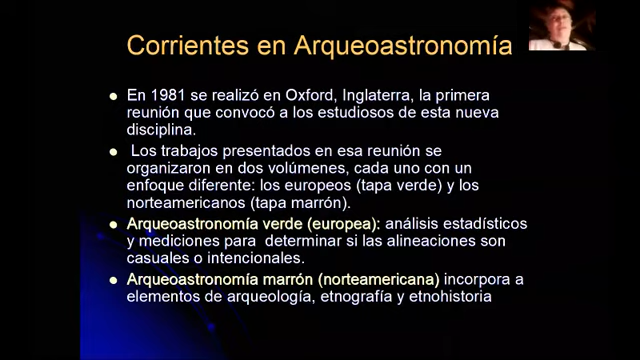 Corrientes en Arqueoastronomía
En 1981 se realizó en Oxford, Inglaterra, la primera
reunión que convocó a los estudiosos de esta nueva
disciplina.
Los trabajos presentados en esa reunión se
organizaron en dos volúmenes, cada uno con un
enfoque diferente: los europeos (tapa verde) y los
norteamericanos (tapa marrón).
Arqueoastronomía verde (europea): análisis estadísticos
y mediciones para determinar si las alineaciones son
casuales o intencionales.
Arqueoastronomía marrón (norteamericana) incorpora a
elementos de arqueología, etnografía y etnohistoria